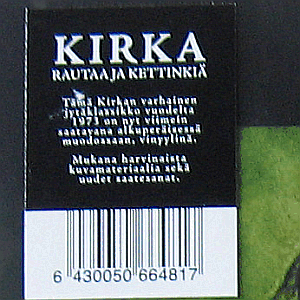 KIRKA
RAUTAA JA KETTINKIÄ
Tämä Kirkan varhainen
jytäklassikko vuodelta
1973 on nyt viimein
saatavana alkuperäisessä
muodossaan, vinyylinä.
Mukana harvinaista
kuvamateriaalia sekä
uudet saatesanat.
6 430050 664817